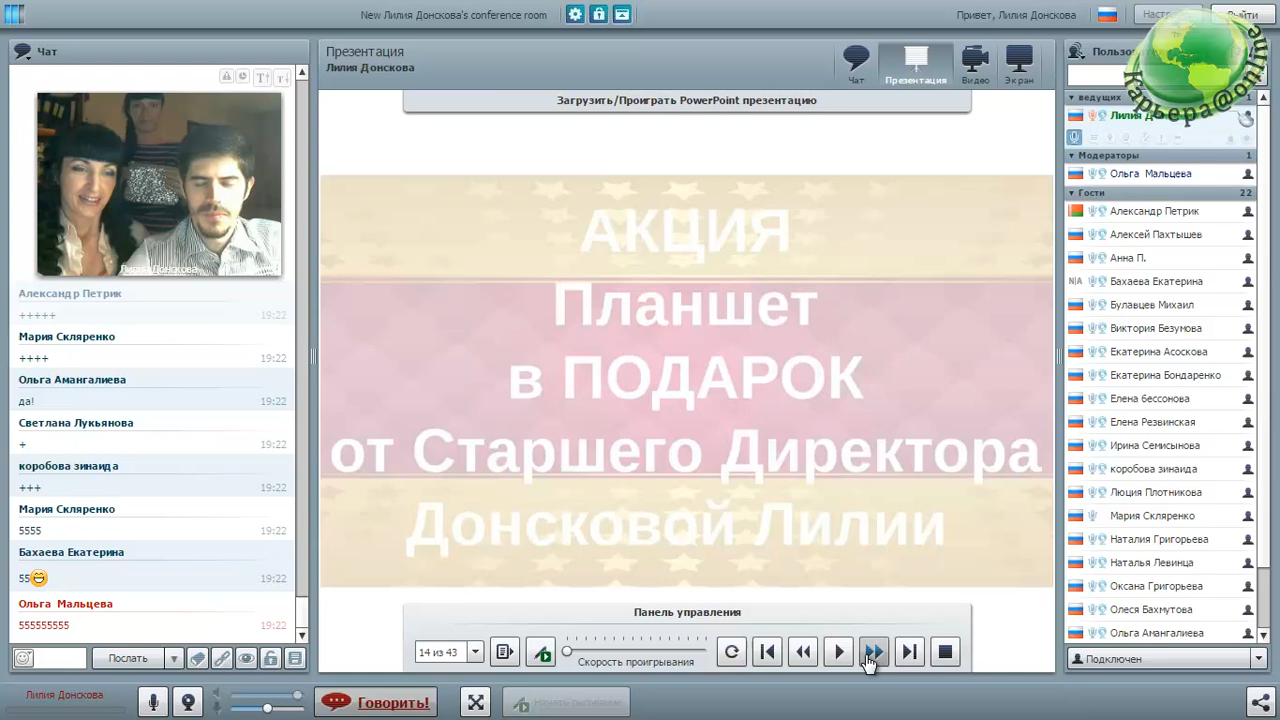 New Лилия Донскова's conference room
Привет, Лилия Донскова
Выйти
Карьера@online
Чат
Лилия Донскова
Александр Петрик
+++++ 19:22
Мария Скляренко
++++ 19:22
Ольга Амангалиева
да! 19:22
Светлана Лукьянова
+ 19:22
коробова зинаида
+++ 19:22
Мария Скляренко
5555 19:22
Бахаева Екатерина
55 19:22
Ольга Мальцева
555555555 19:22
Послать
Презентация
Лилия Донскова
Чат
Презентация
Видео
Экран
Загрузить/Проиграть PowerPoint презентацию
АКЦИЯ
Планшет
в ПОДАРОК
от Старшего Директора
Донсковой Лилии
Панель управления
14 из 43
Скорость проигрывания
ведущих 1
Модераторы 1
Ольга Мальцева
Гости 22
Александр Петрик
Алексей Пахтышев
Анна П.
N/A Бахаева Екатерина
Булавцев Михаил
Виктория Безумова
Екатерина Асоскова
Екатерина Бондаренко
Елена бессонова
Елена Резвинская
Ирина Семисынова
коробова зинаида
Люция Плотникова
Мария Скляренко
Наталия Григорьева
Наталья Левинца
Оксана Григорьева
Олеся Бахмутова
Ольга Амангалиева
Подключен
Лилия Донскова
Говорить!